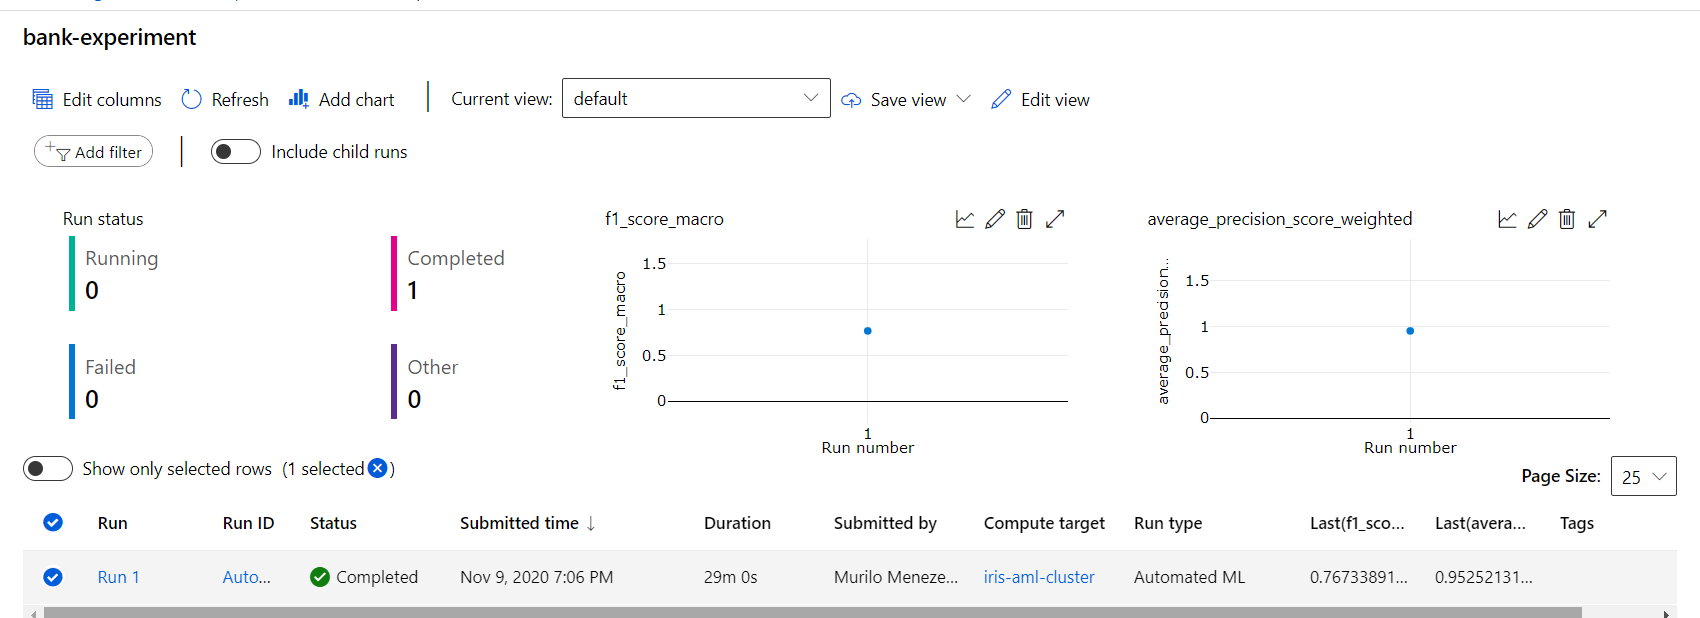 bank-experiment
Edit columns Refresh Add chart Current view: default Save view Edit view
Add filter Include child runs
Run status
Running
0
Completed
1
Failed
0
Other
0
f1_score_macro
f1_score_macro
1.5
1
0.5
0
1
Run number
average_precision_score_weighted
average_precision...
1.5
1
0.5
0
1
Run number
Show only selected rows (1 selected )
Page Size: 25
Run Run ID Status Submitted time ↓ Duration Submitted by Compute target Run type Last(f1_sco... Last(avera... Tags
Run 1 Auto... Completed Nov 9, 2020 7:06 PM 29m 0s Murilo Meneze... iris-aml-cluster Automated ML 0.76733891... 0.95252131...